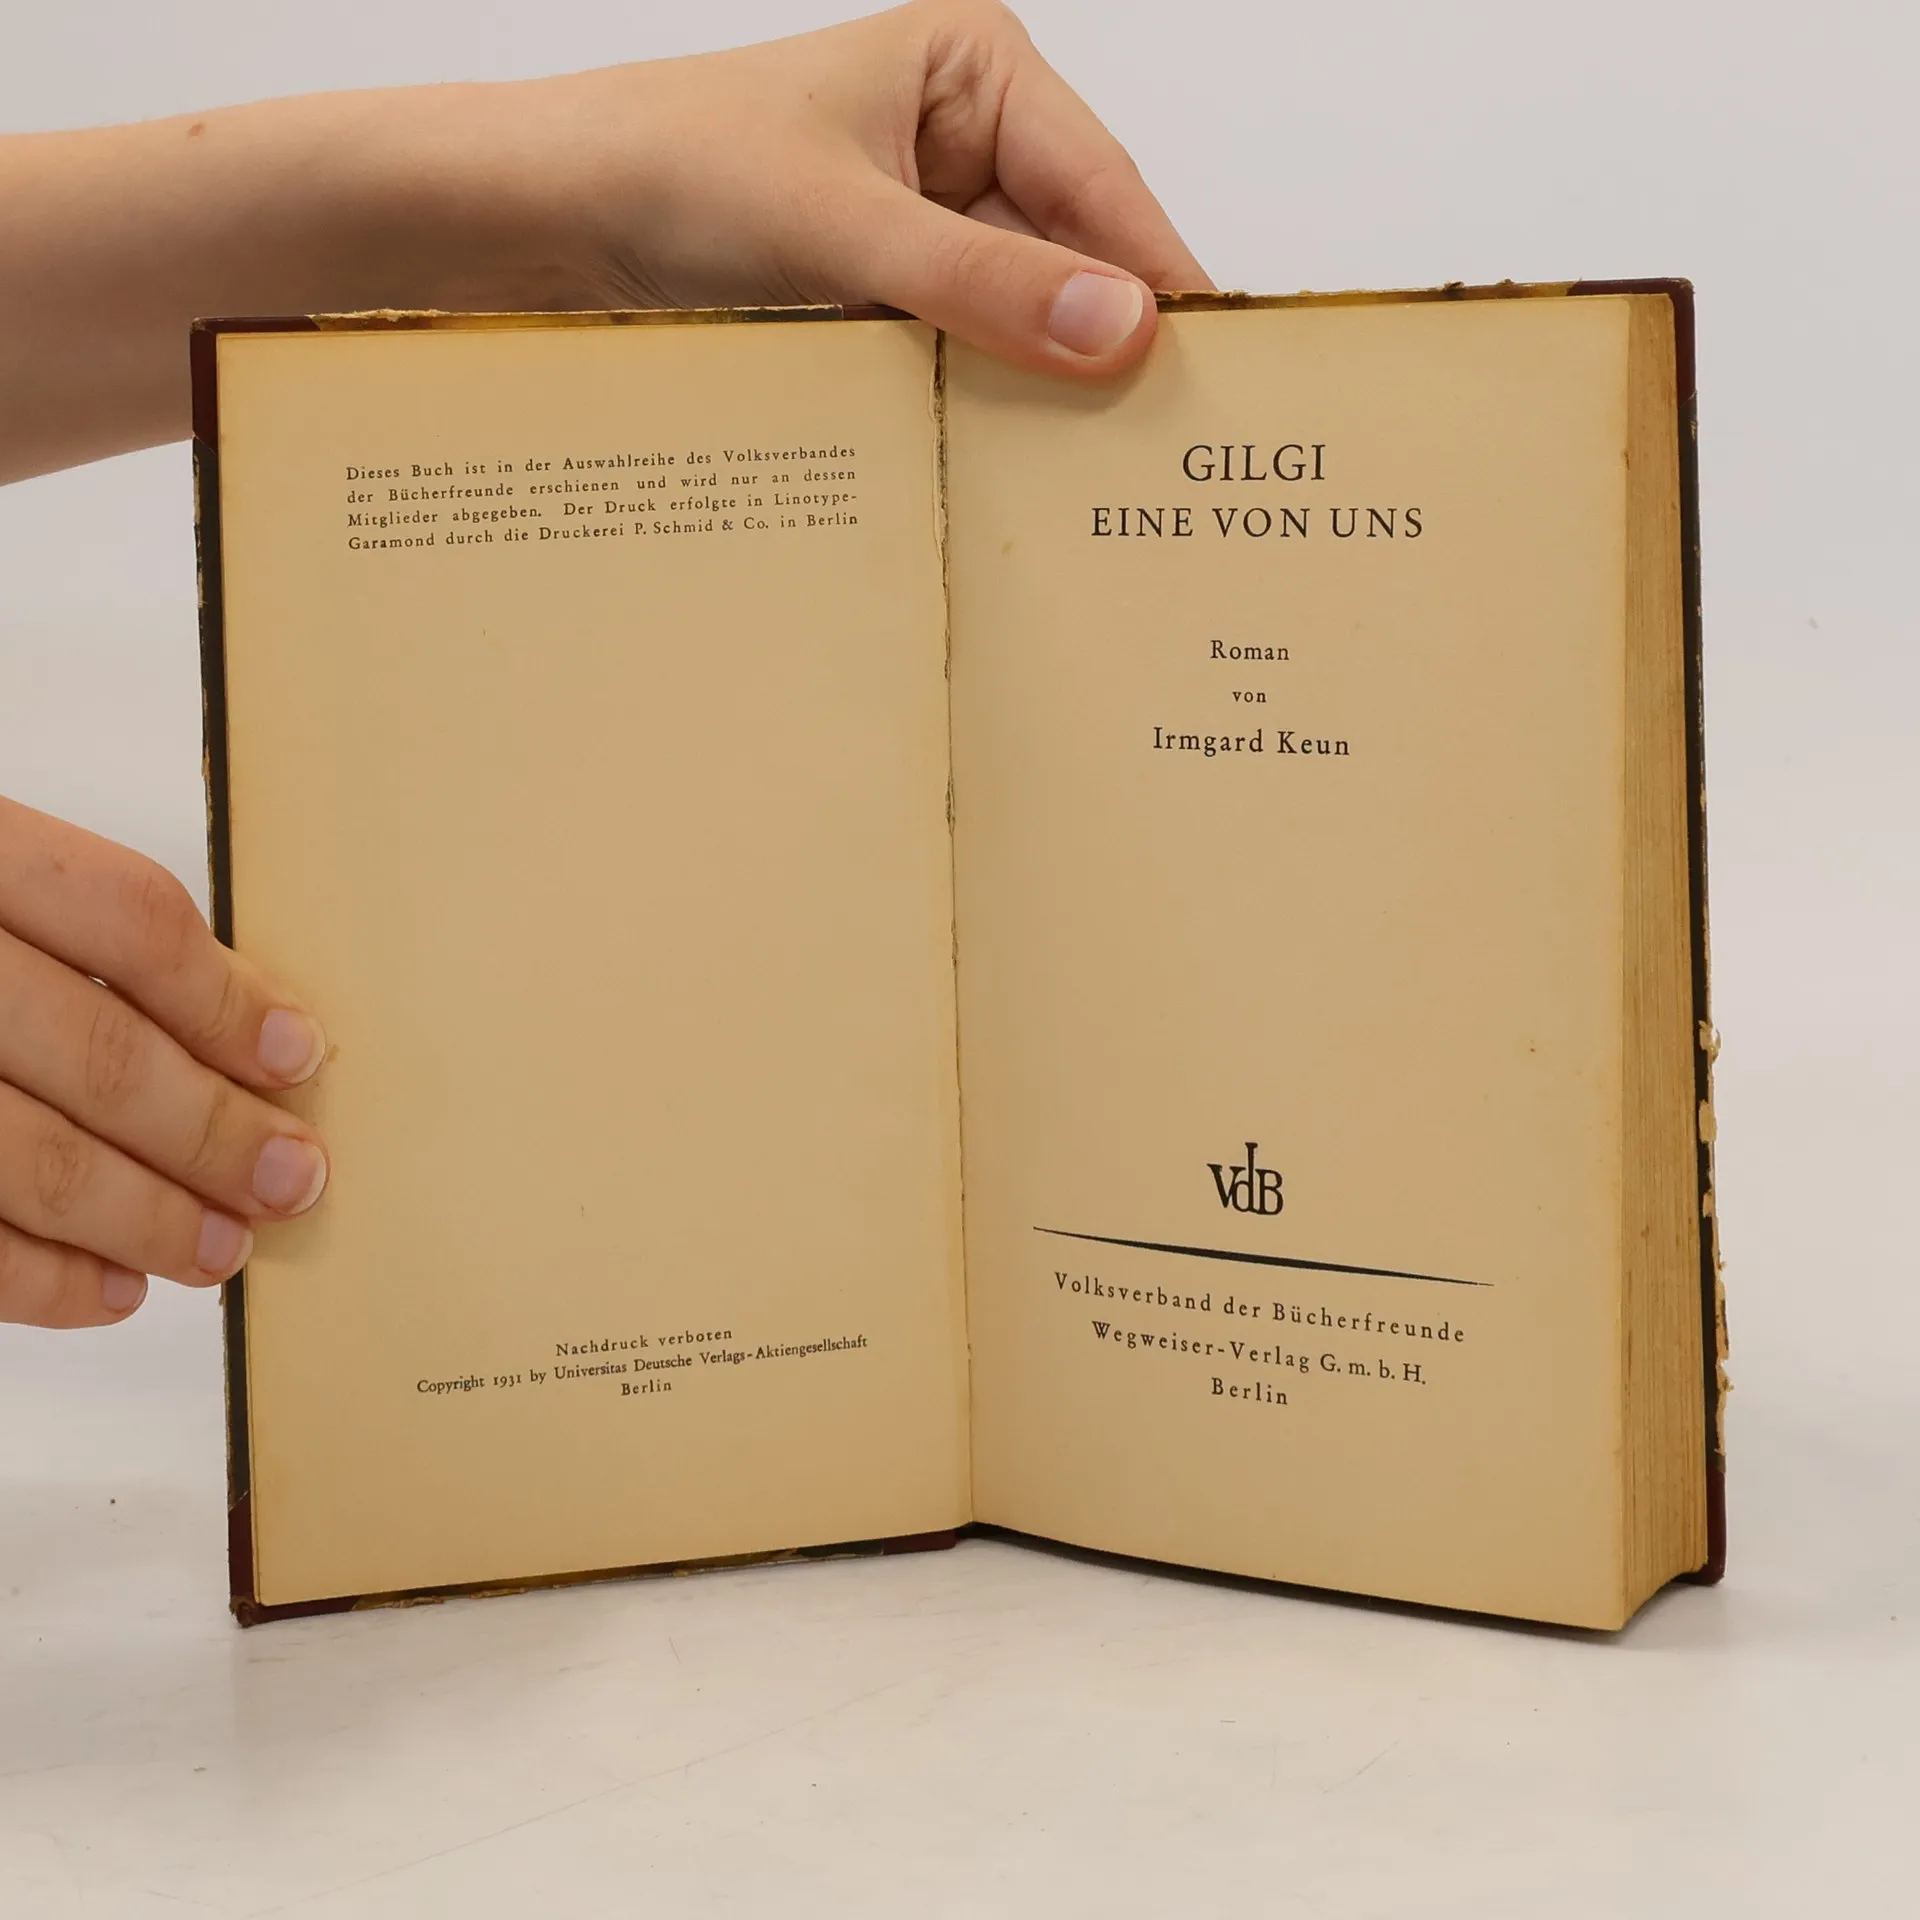 Dieses Buch ist in der Auswahlreihe des Volksverbandes
der Bücherfreunde erschienen und wird nur an dessen
Mitglieder abgegeben. Der Druck erfolgte in Linotype-
Garamond durch die Druckerei P. Schmid & Co. in Berlin
Nachdruck verboten
Copyright 1931 by Universitas Deutsche Verlags-Aktiengesellschaft
Berlin
GILGI
EINE VON UNS
Roman
von
Irmgard Keun
VdB
Volksverband der Bücherfreunde
Wegweiser-Verlag G. m. b. H.
Berlin